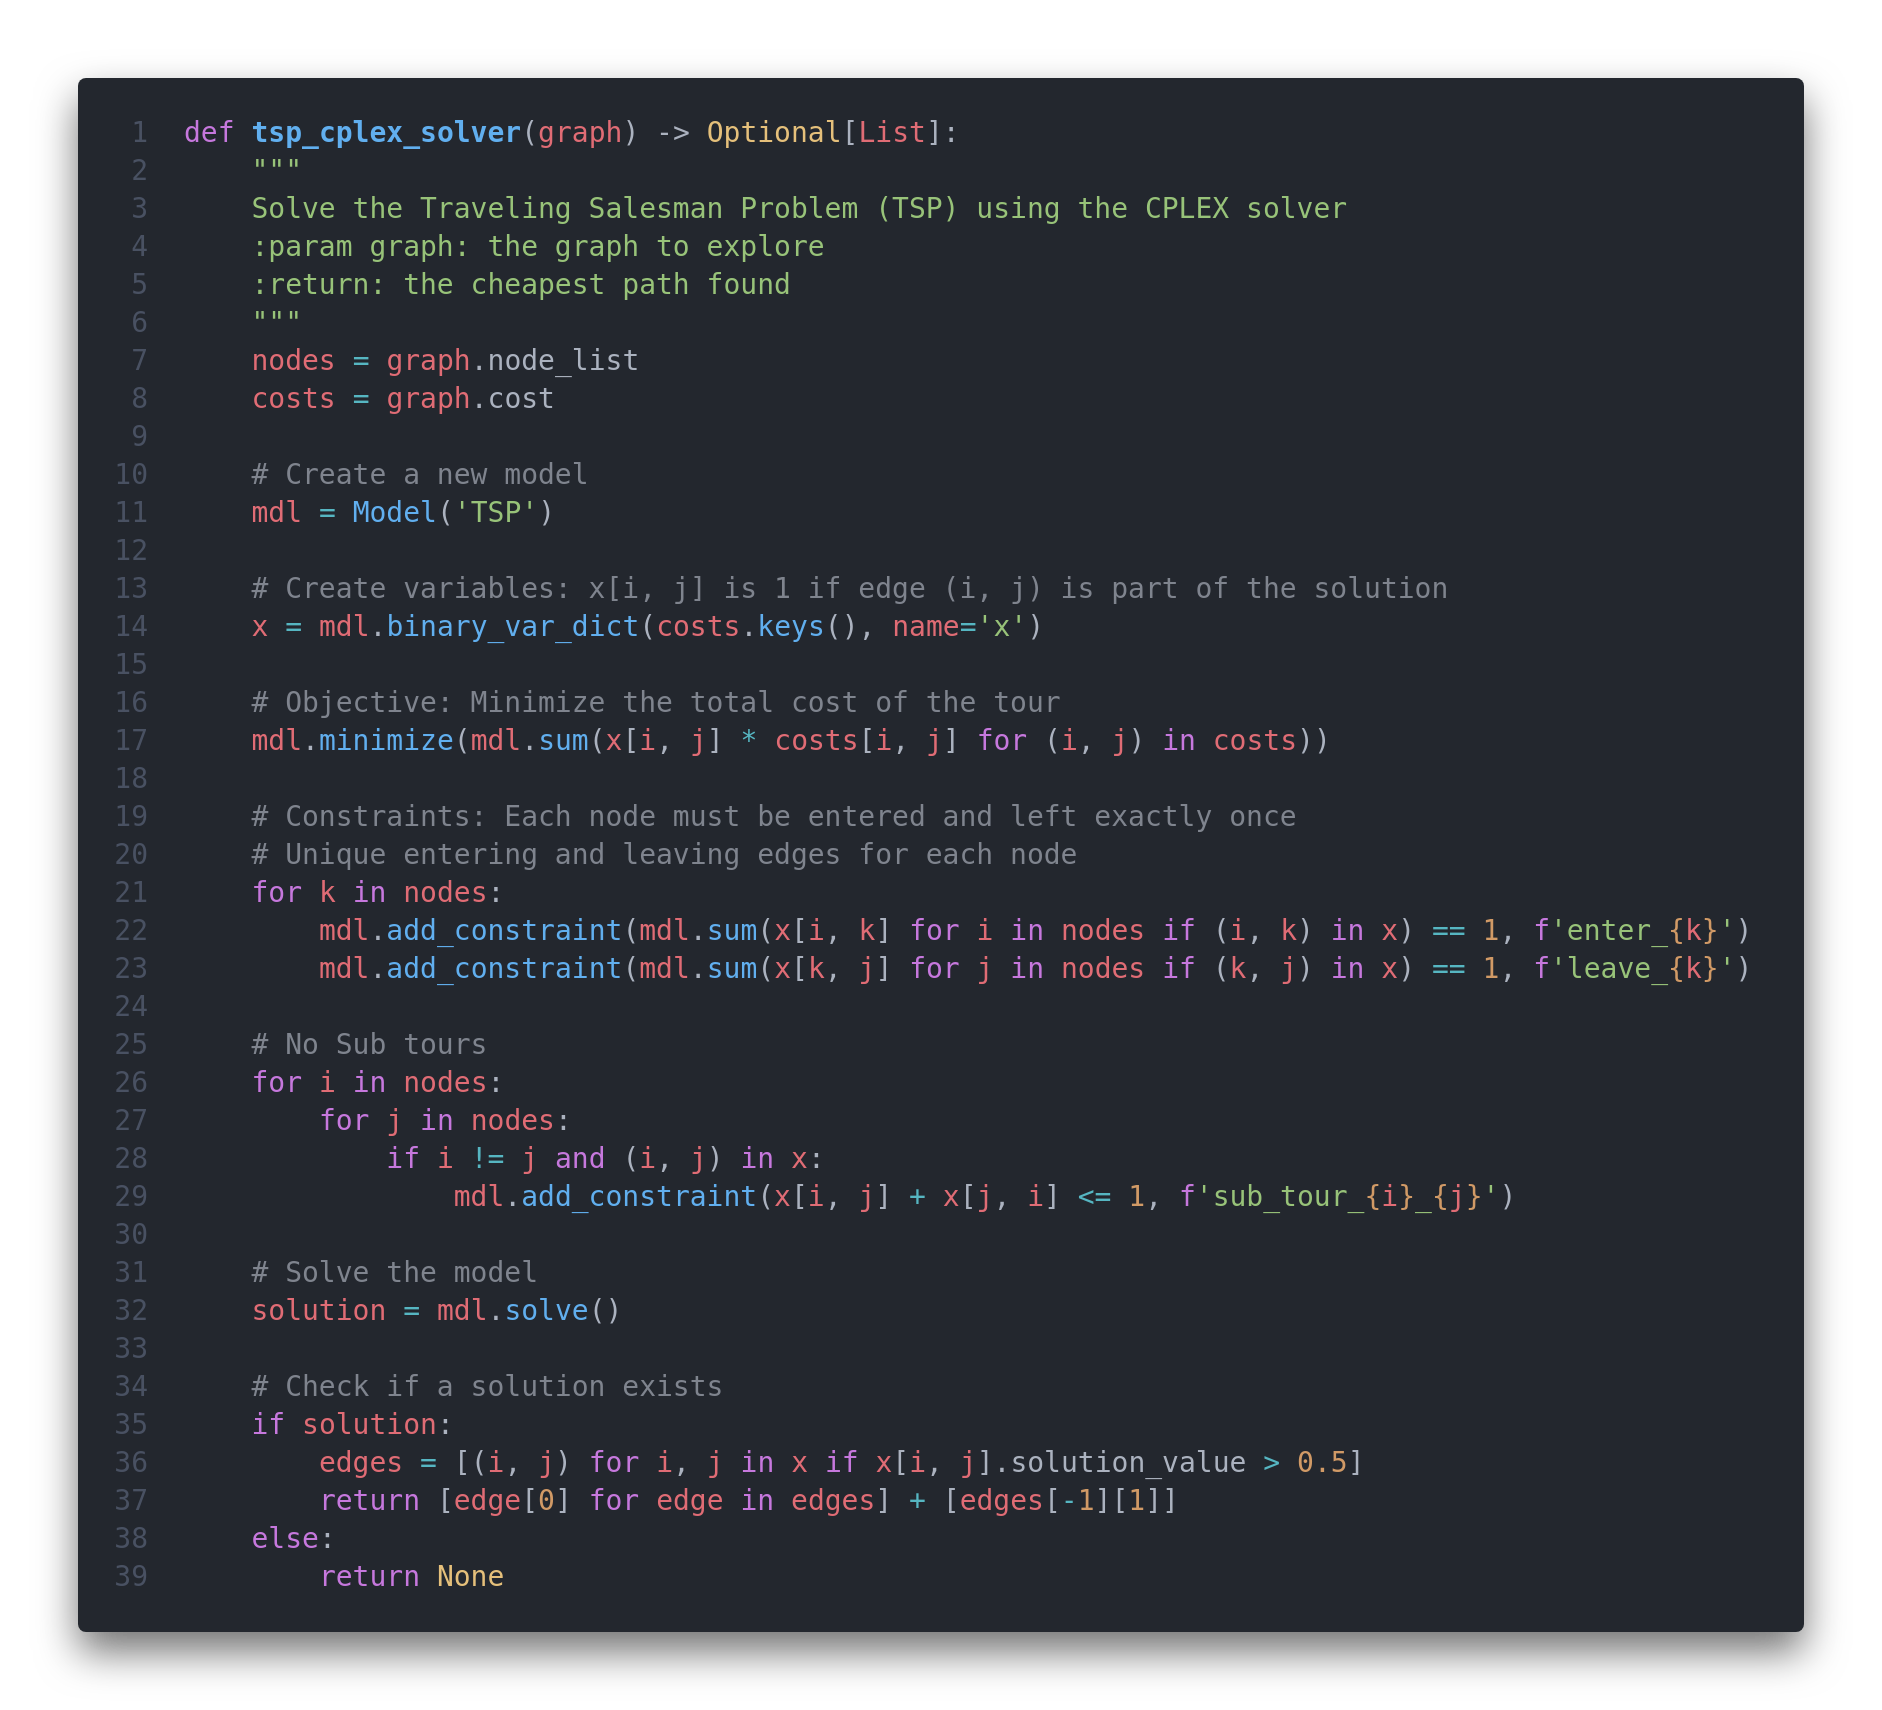 1 def tsp_cplex_solver(graph) -> Optional[List]:
2     """
3     Solve the Traveling Salesman Problem (TSP) using the CPLEX solver
4     :param graph: the graph to explore
5     :return: the cheapest path found
6     """
7     nodes = graph.node_list
8     costs = graph.cost
9
10     # Create a new model
11     mdl = Model('TSP')
12
13     # Create variables: x[i, j] is 1 if edge (i, j) is part of the solution
14     x = mdl.binary_var_dict(costs.keys(), name='x')
15
16     # Objective: Minimize the total cost of the tour
17     mdl.minimize(mdl.sum(x[i, j] * costs[i, j] for (i, j) in costs))
18
19     # Constraints: Each node must be entered and left exactly once
20     # Unique entering and leaving edges for each node
21     for k in nodes:
22         mdl.add_constraint(mdl.sum(x[i, k] for i in nodes if (i, k) in x) == 1, f'enter_{k}')
23         mdl.add_constraint(mdl.sum(x[k, j] for j in nodes if (k, j) in x) == 1, f'leave_{k}')
24
25     # No Sub tours
26     for i in nodes:
27         for j in nodes:
28             if i != j and (i, j) in x:
29                 mdl.add_constraint(x[i, j] + x[j, i] <= 1, f'sub_tour_{i}_{j}')
30
31     # Solve the model
32     solution = mdl.solve()
33
34     # Check if a solution exists
35     if solution:
36         edges = [(i, j) for i, j in x if x[i, j].solution_value > 0.5]
37         return [edge[0] for edge in edges] + [edges[-1][1]]
38     else:
39         return None